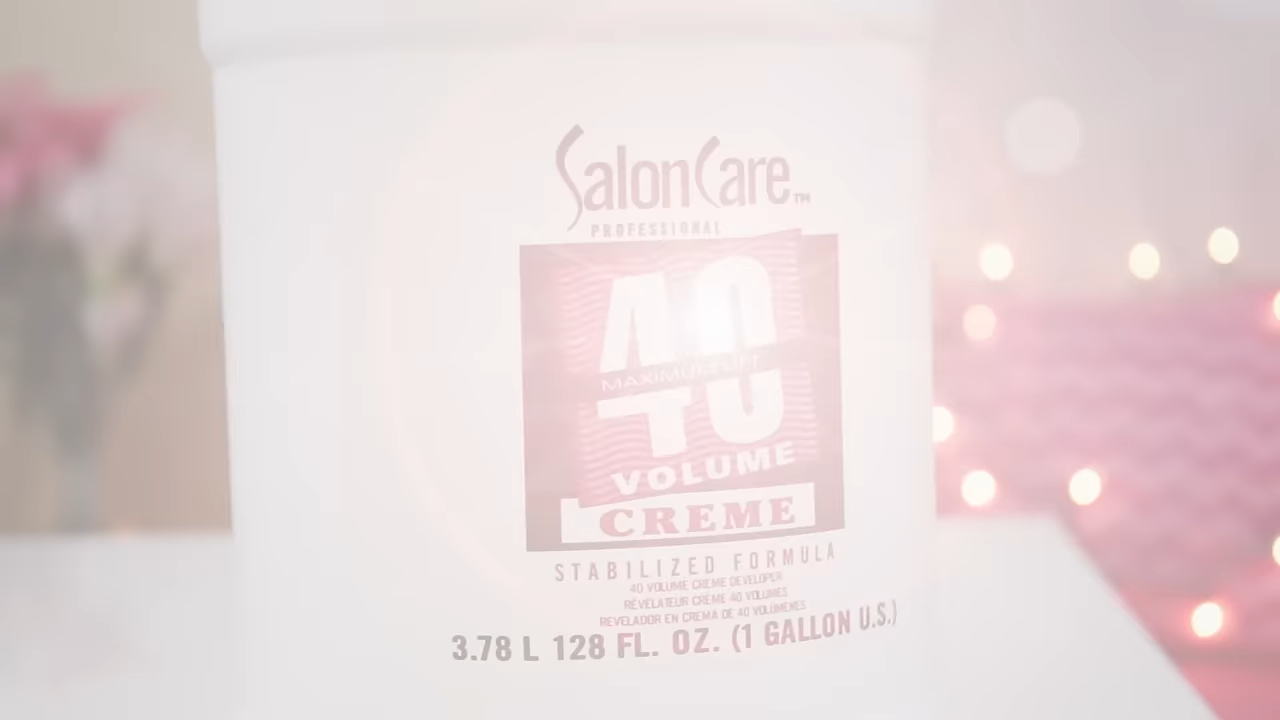 SalonCare™
PROFESSIONAL
40
MAXIMUM LIFT
VOLUME
CREME
STABILIZED FORMULA
40 VOLUME CREME DEVELOPER
RÉVÉLATEUR CRÈME 40 VOLUMES
REVELADOR EN CREMA DE 40 VOLÚMENES
3.78 L 128 FL. OZ. (1 GALLON U.S.)